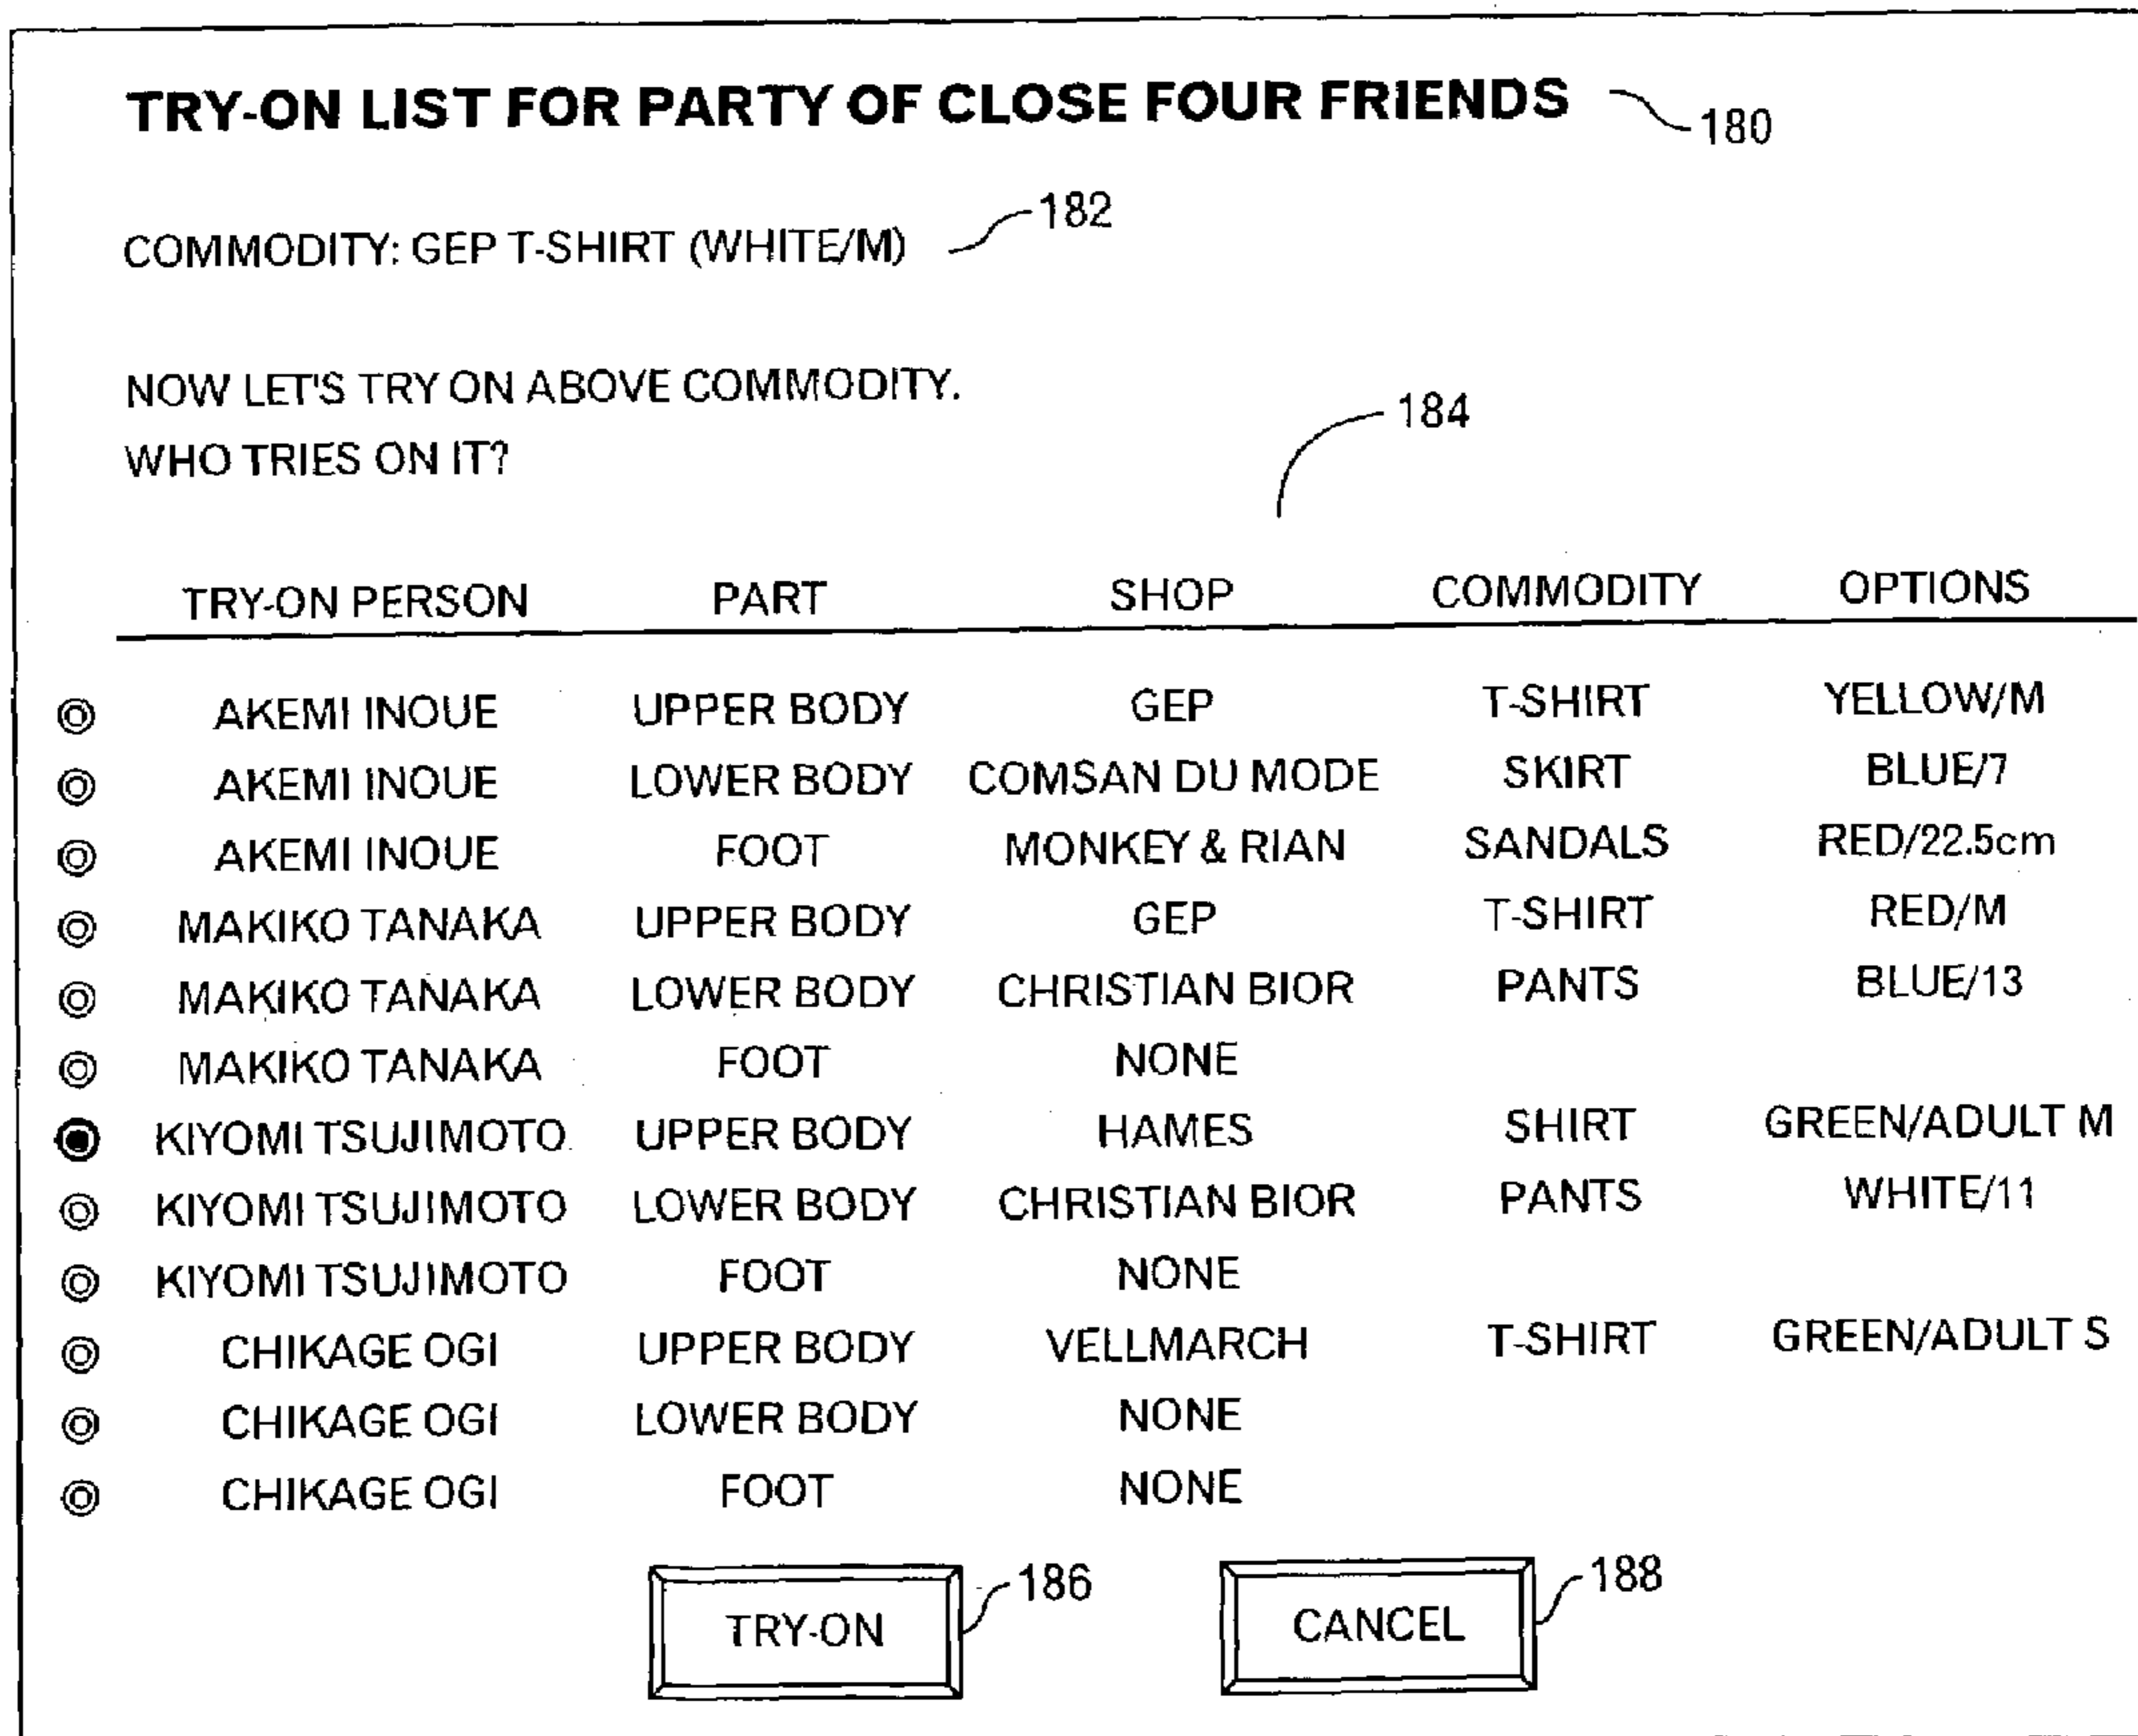 TRY-ON LIST FOR PARTY OF CLOSE FOUR FRIENDS 180
182
COMMODITY: GEP T-SHIRT (WHITE/M)
NOW LET'S TRY ON ABOVE COMMODITY.
184
WHO TRIES ON IT?
TRY-ON PERSON PART SHOP COMMODITY OPTIONS
AKEMI INOUE UPPER BODY GEP T-SHIRT YELLOW/M
AKEMI INOUE LOWER BODY COMSAN DU MODE SKIRT BLUE/7
AKEMI INOUE FOOT MONKEY & RIAN SANDALS RED/22.5cm
MAKIKO TANAKA UPPER BODY GEP T-SHIRT RED/M
MAKIKO TANAKA LOWER BODY CHRISTIAN BIOR PANTS BLUE/13
MAKIKO TANAKA FOOT NONE
KIYOMI TSUJIMOTO UPPER BODY HAMES SHIRT GREEN/ADULT M
KIYOMI TSUJIMOTO LOWER BODY CHRISTIAN BIOR PANTS WHITE/11
KIYOMI TSUJIMOTO FOOT NONE
CHIKAGE OGI UPPER BODY VELLMARCH T-SHIRT GREEN/ADULT S
CHIKAGE OGI LOWER BODY NONE
CHIKAGE OGI FOOT NONE
186 188
TRY-ON CANCEL